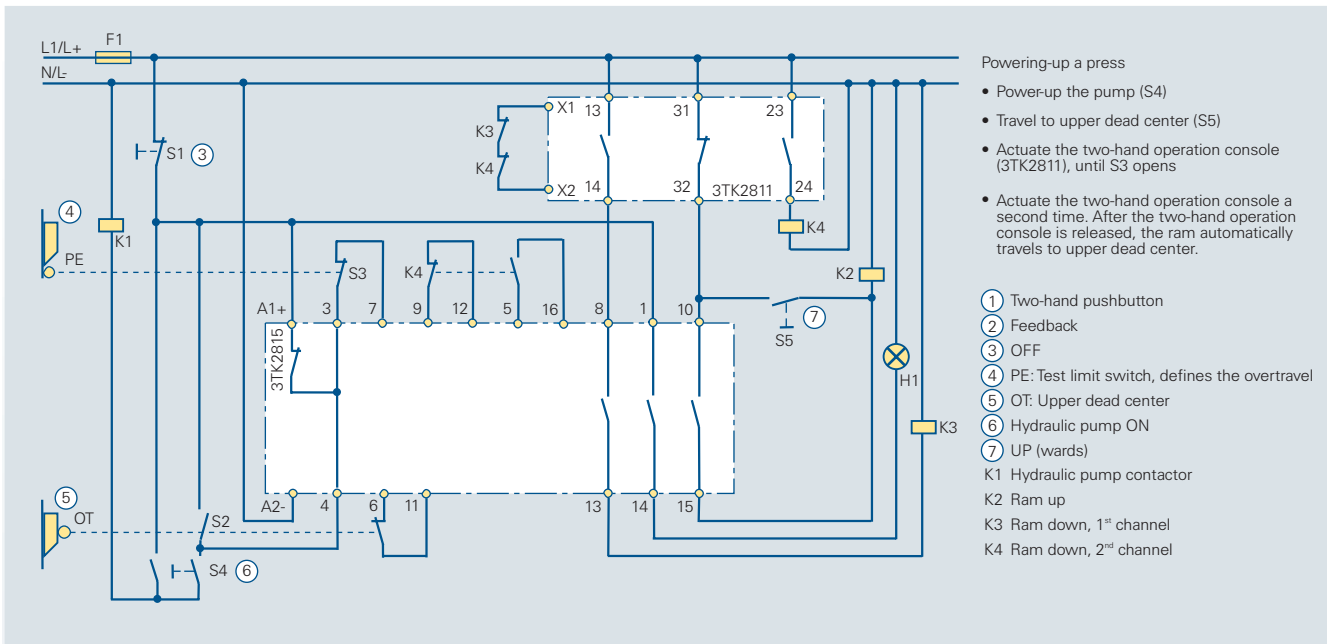 L1/L+
F1
N/L-
S1 3
4
K1
PE
K3
K4
X1 13 31 23
X2 14 32 3TK2811 24
K4
K2
S3 K4
A1+ 3 7 9 12 5 16 8 1 10
S5
7
H1
K3
3TK2815
A2- 4 6 11 13 14 15
5
OT
S2
S4 6
Powering-up a press
• Power-up the pump (S4)
• Travel to upper dead center (S5)
• Actuate the two-hand operation console
(3TK2811), until S3 opens
• Actuate the two-hand operation console a
second time. After the two-hand operation
console is released, the ram automatically
travels to upper dead center.
1 Two-hand pushbutton
2 Feedback
3 OFF
4 PE: Test limit switch, defines the overtravel
5 OT: Upper dead center
6 Hydraulic pump ON
7 UP (wards)
K1 Hydraulic pump contactor
K2 Ram up
K3 Ram down, 1st channel
K4 Ram down, 2nd channel